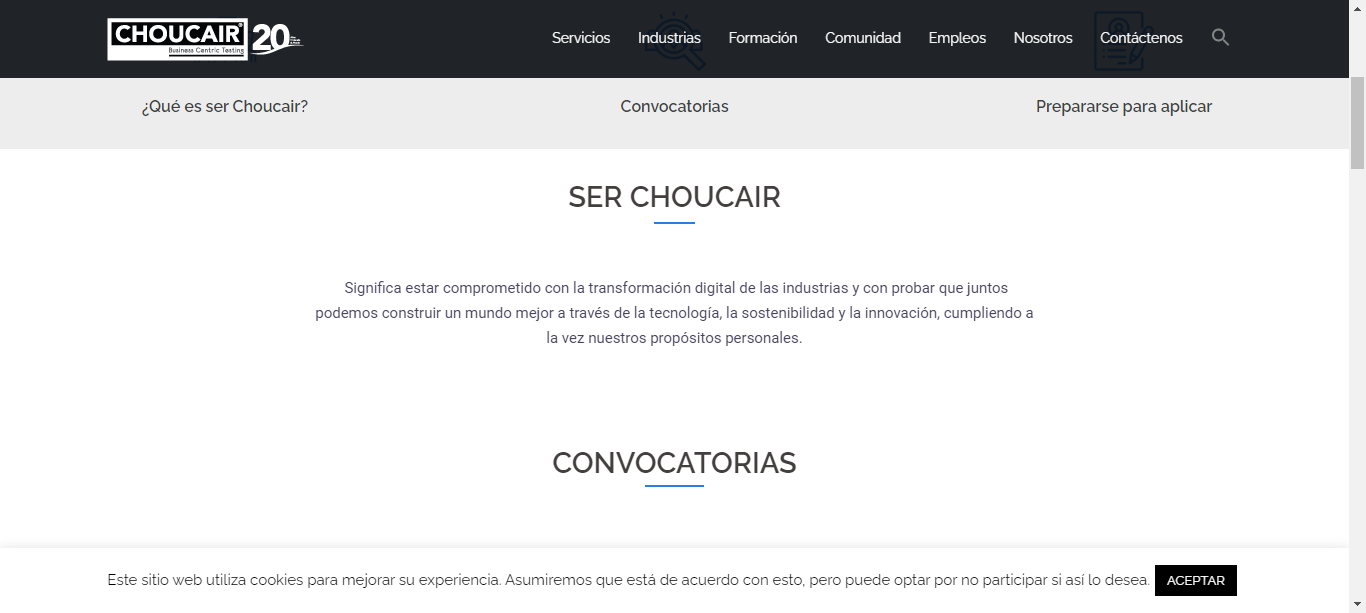 CHOUCAIR
Business Centric Testing
20
Servicios Industrias Formación Comunidad Empleos Nosotros Contáctenos
¿Qué es ser Choucair? Convocatorias Prepararse para aplicar
SER CHOUCAIR
Significa estar comprometido con la transformación digital de las industrias y con probar que juntos
podemos construir un mundo mejor a través de la tecnología, la sostenibilidad y la innovación, cumpliendo a
la vez nuestros propósitos personales.
CONVOCATORIAS
Este sitio web utiliza cookies para mejorar su experiencia. Asumiremos que está de acuerdo con esto, pero puede optar por no participar si así lo desea. ACEPTAR